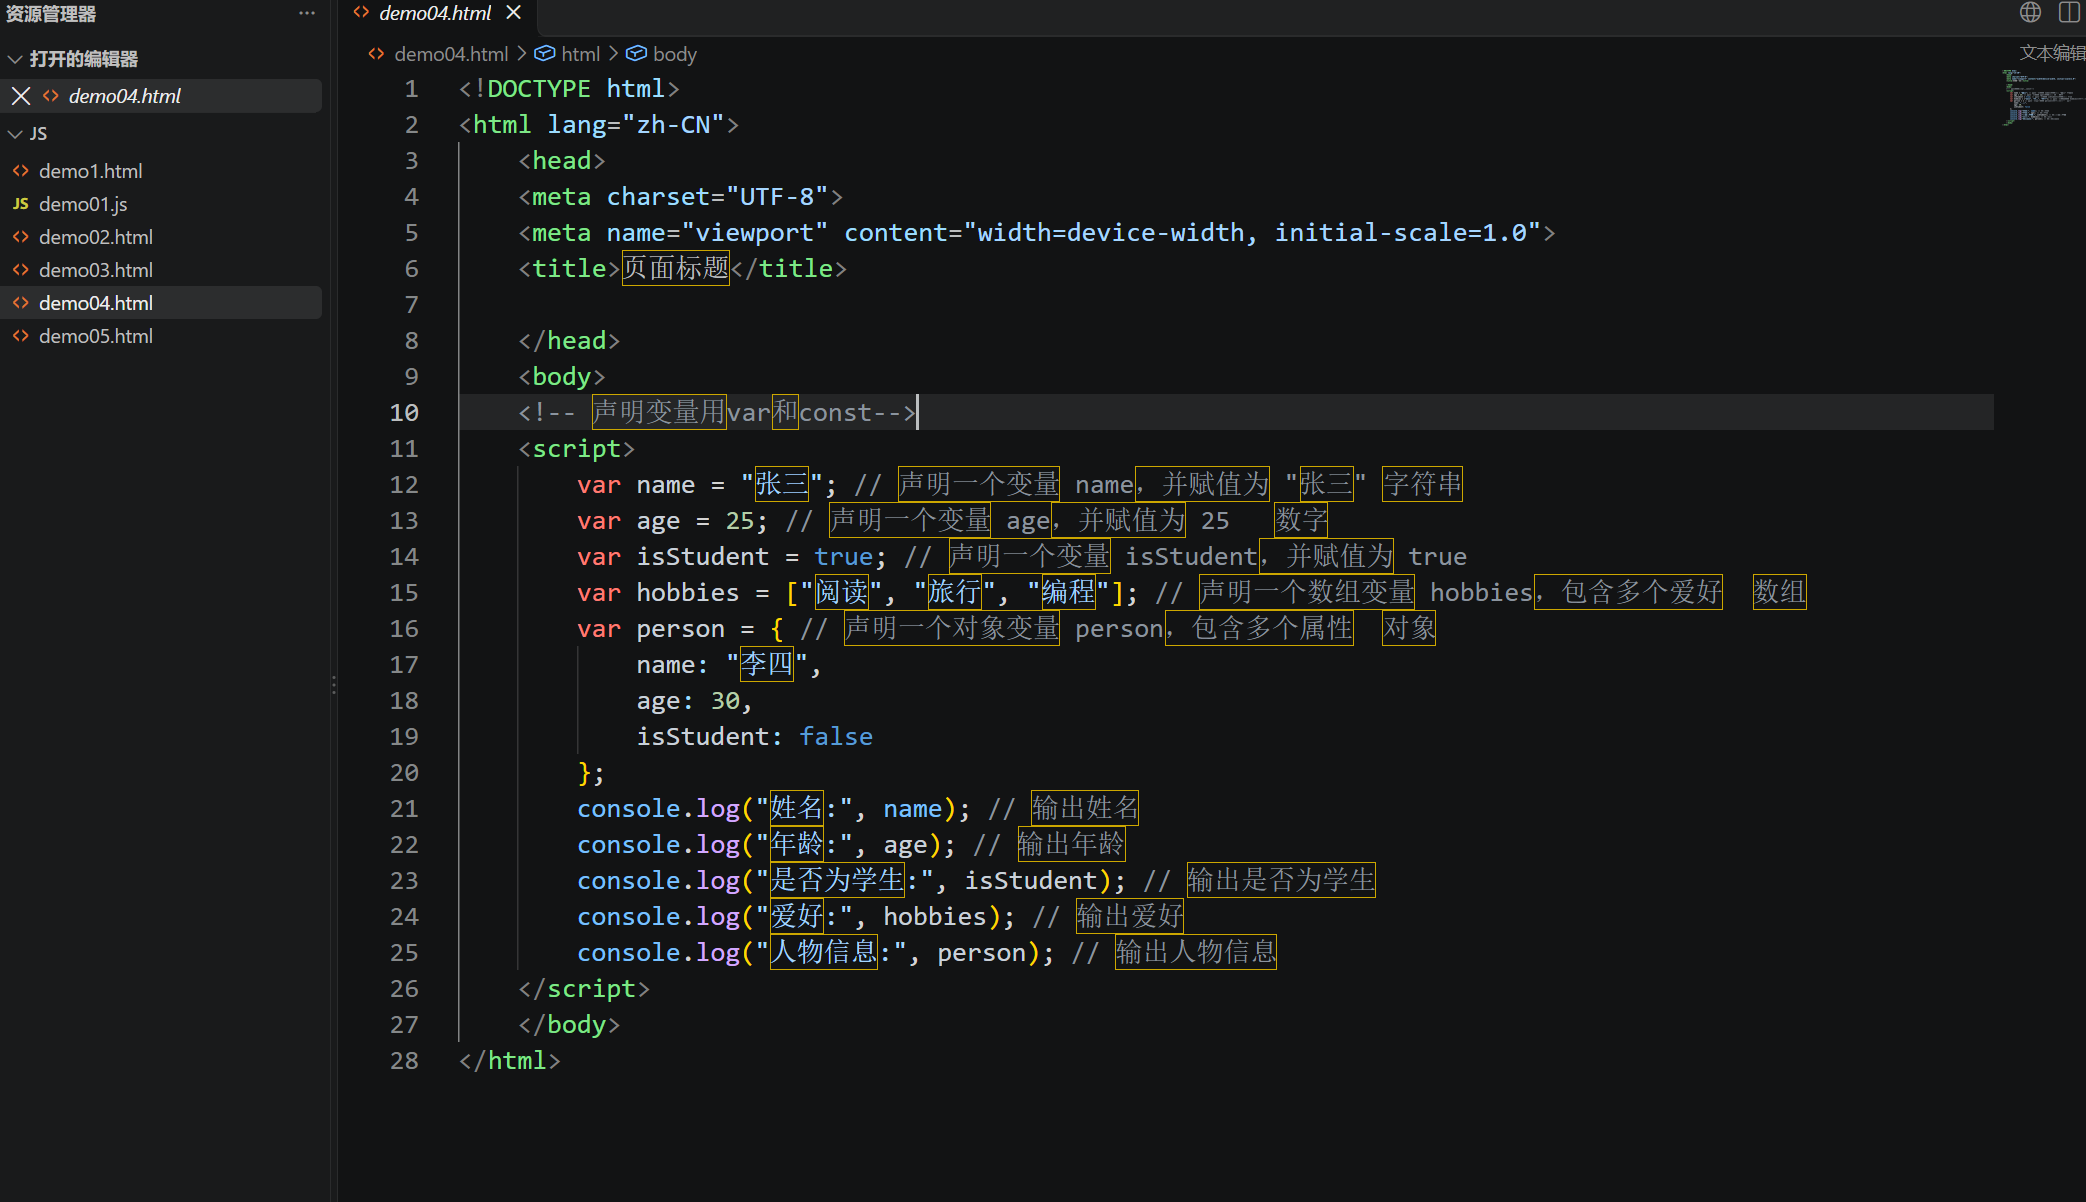 资源管理器 ···
demo04.html
打开的编辑器
demo04.html
JS
demo1.html
JS demo01.js
demo02.html
demo03.html
demo04.html
demo05.html
demo04.html > html > body
文本编辑
1 <!DOCTYPE html>
2 <html lang="zh-CN">
3 <head>
4 <meta charset="UTF-8">
5 <meta name="viewport" content="width=device-width, initial-scale=1.0">
6 <title>页面标题</title>
7
8 </head>
9 <body>
10 <!-- 声明变量用var和const-->
11 <script>
12 var name = "张三"; // 声明一个变量 name，并赋值为 "张三" 字符串
13 var age = 25; // 声明一个变量 age，并赋值为 25 数字
14 var isStudent = true; // 声明一个变量 isStudent，并赋值为 true
15 var hobbies = ["阅读", "旅行", "编程"]; // 声明一个数组变量 hobbies，包含多个爱好 数组
16 var person = { // 声明一个对象变量 person，包含多个属性 对象
17 name: "李四",
18 age: 30,
19 isStudent: false
20 };
21 console.log("姓名:", name); // 输出姓名
22 console.log("年龄:", age); // 输出年龄
23 console.log("是否为学生:", isStudent); // 输出是否为学生
24 console.log("爱好:", hobbies); // 输出爱好
25 console.log("人物信息:", person); // 输出人物信息
26 </script>
27 </body>
28 </html>